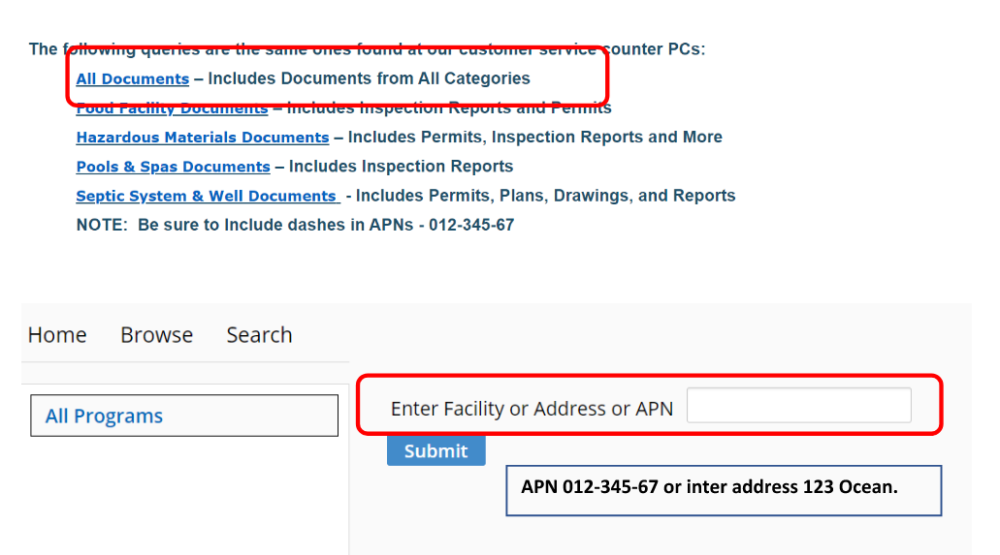 The following queries are the same ones found at our customer service counter PCs:
All Documents – Includes Documents from All Categories
Food Facility Documents – Includes Inspection Reports and Permits
Hazardous Materials Documents – Includes Permits, Inspection Reports and More
Pools & Spas Documents – Includes Inspection Reports
Septic System & Well Documents - Includes Permits, Plans, Drawings, and Reports
NOTE: Be sure to Include dashes in APNs - 012-345-67
Home Browse Search
All Programs
Enter Facility or Address or APN
Submit
APN 012-345-67 or inter address 123 Ocean.